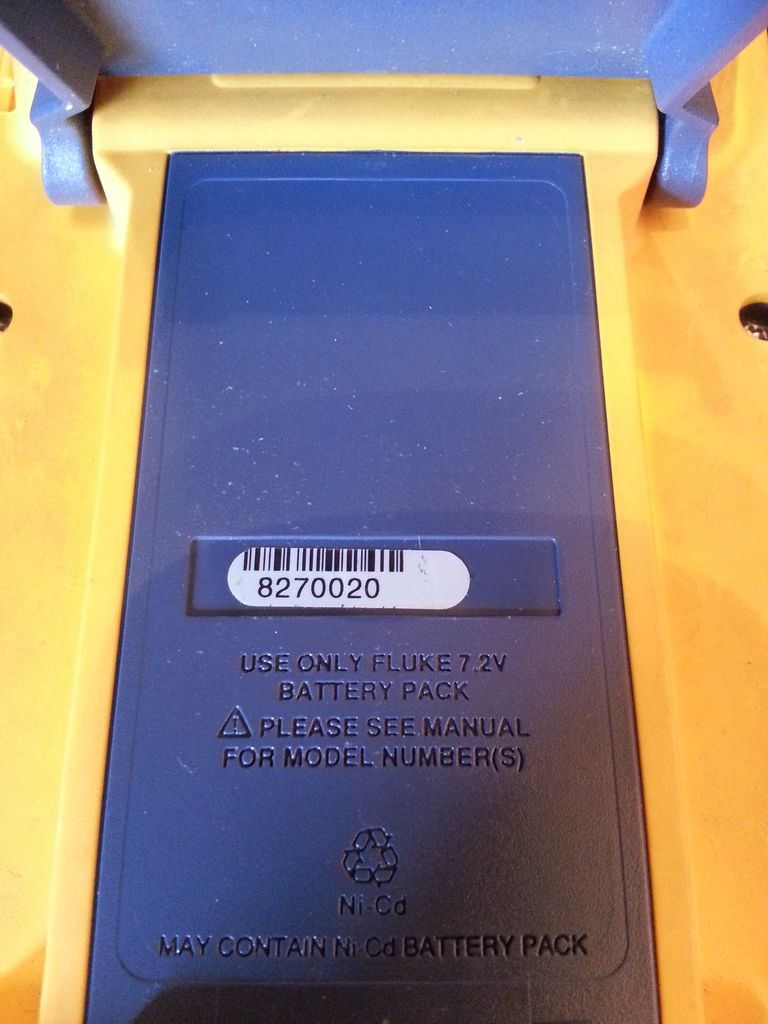 8270020
USE ONLY FLUKE 7.2V
BATTERY PACK
PLEASE SEE MANUAL
FOR MODEL NUMBER(S)
Ni-Cd
MAY CONTAIN Ni-Cd BATTERY PACK